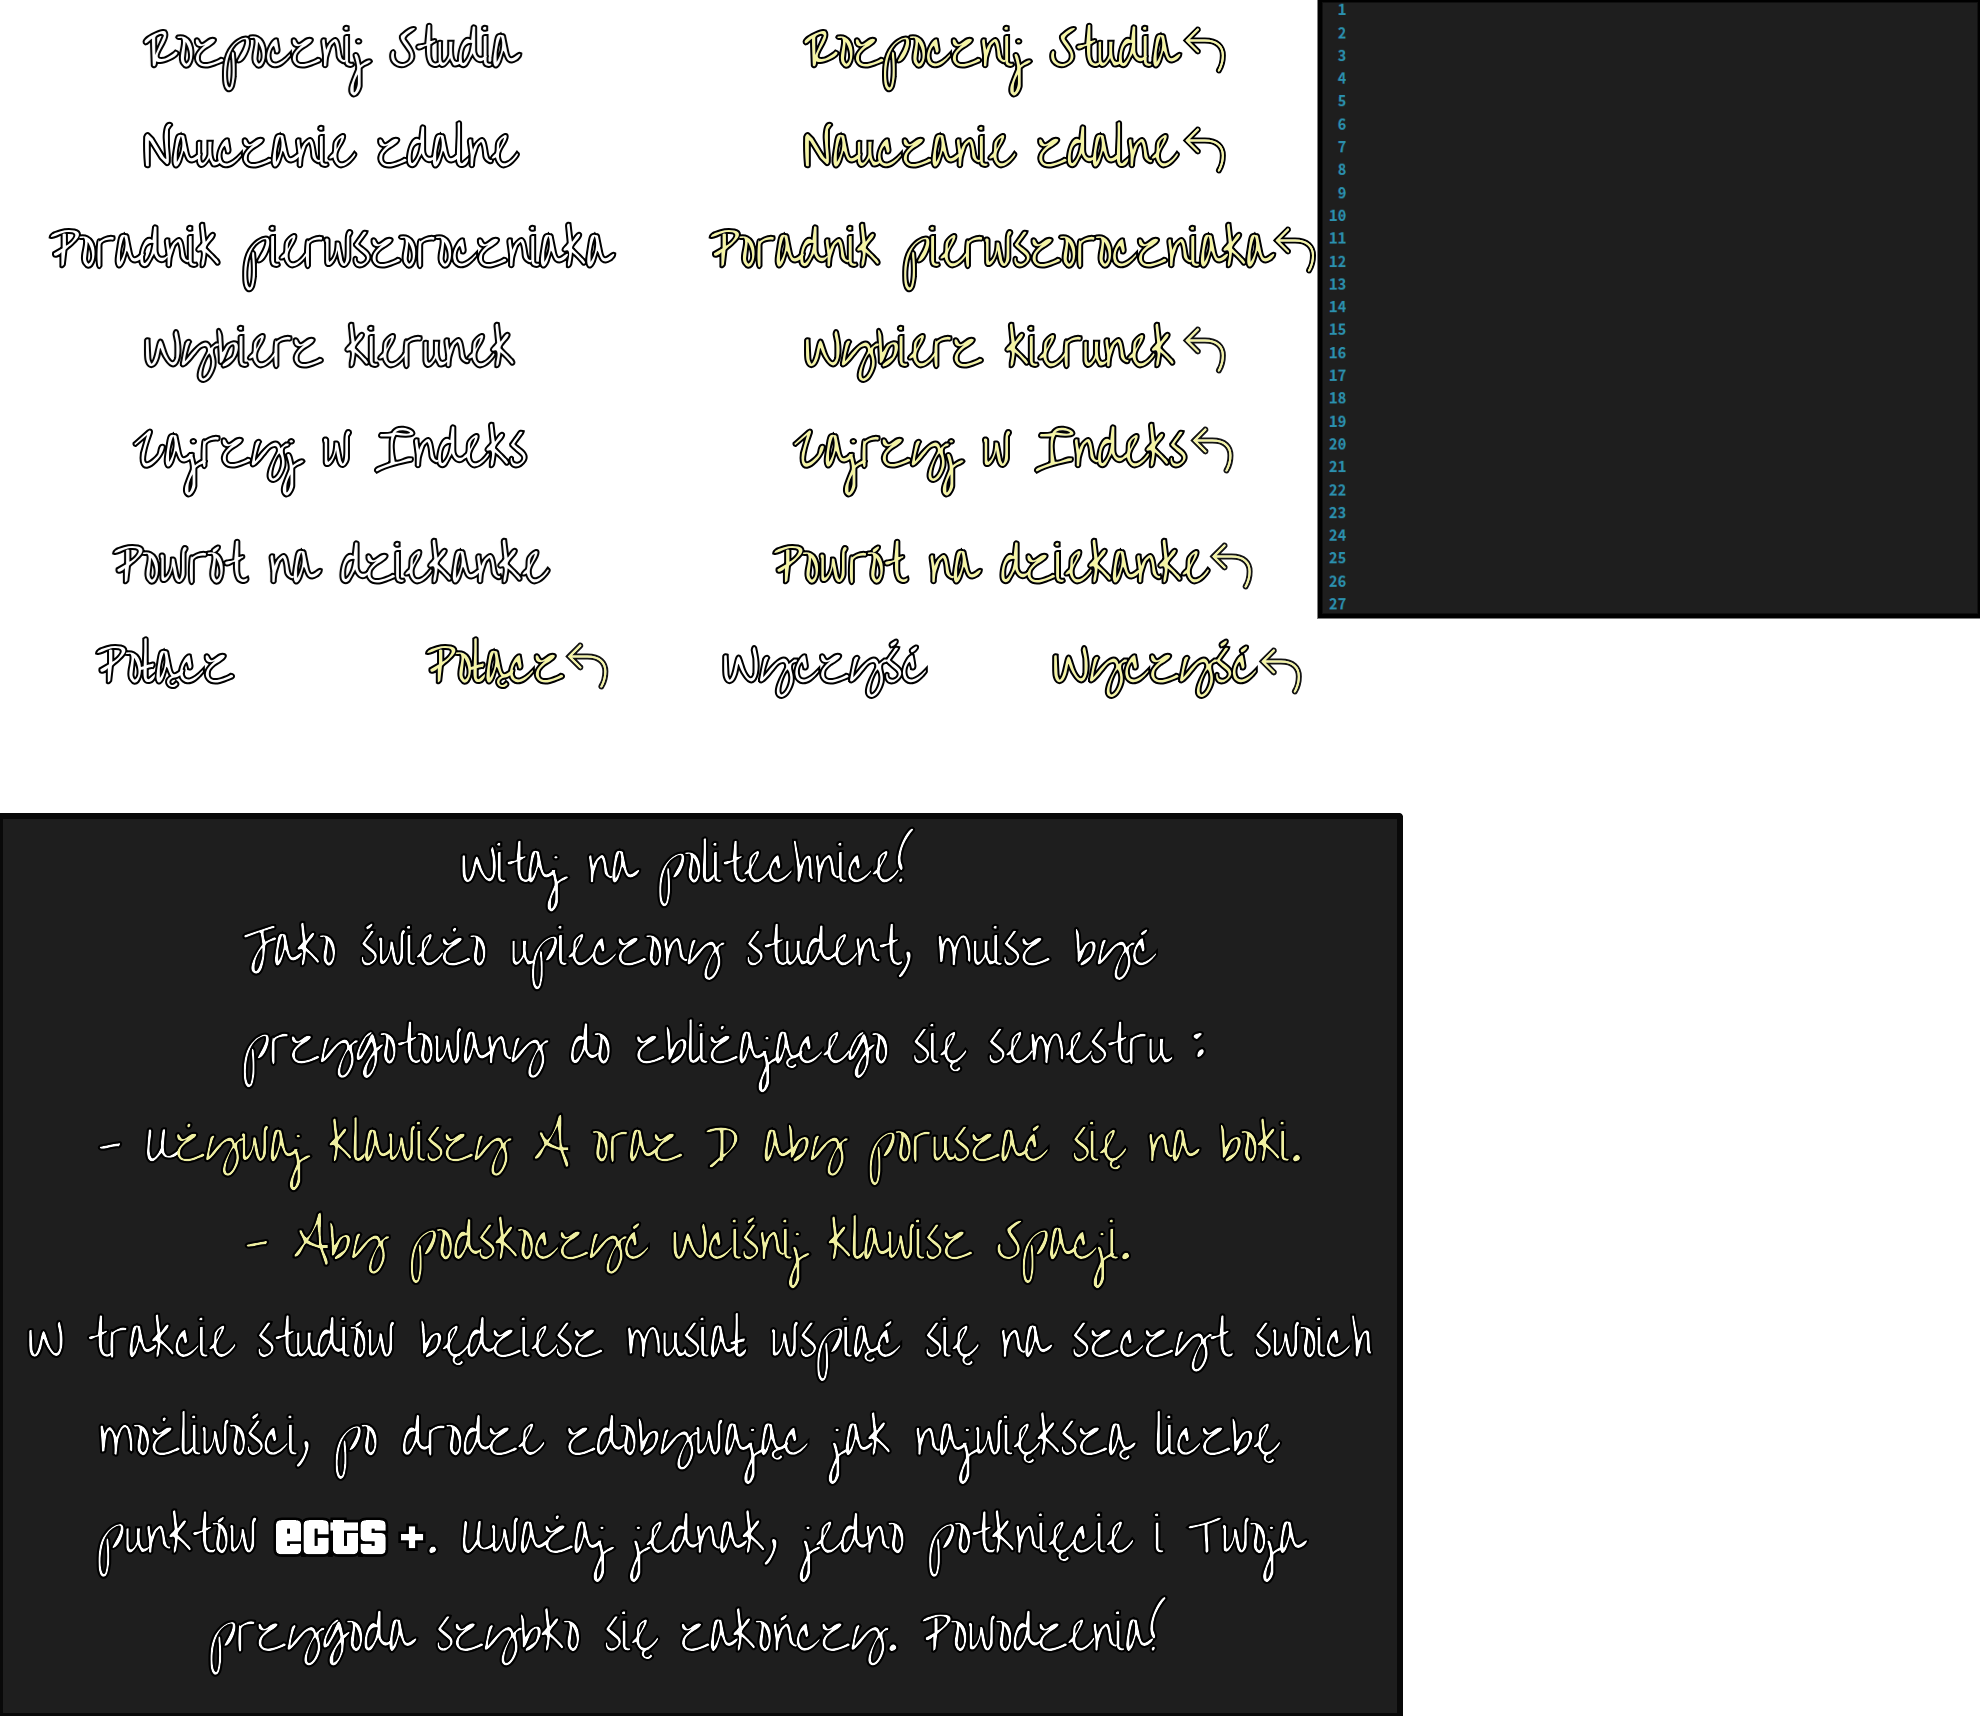 Rozpocznij Studia
Rozpocznij Studia
Nauczanie zdalne
Nauczanie zdalne
Poradnik pierwszoroczniaka
Poradnik pierwszoroczniaka
Wybierz kierunek
Wybierz kierunek
Zajrzyj w Indeks
Zajrzyj w Indeks
Powrót na dziekanke
Powrót na dziekanke
Połącz
Połącz
Wyczyść
Wyczyść
1
2
3
4
5
6
7
8
9
10
11
12
13
14
15
16
17
18
19
20
21
22
23
24
25
26
27
Witaj na politechnice!
Jako świeżo upieczony student, muisz być
przygotowany do zbliżającego się semestru :
- Używaj klawiszy A oraz D aby poruszać się na boki.
- Aby podskoczyć wciśnij klawisz Spacji.
W trakcie studiów będziesz musiał wspiąć się na szczyt swoich
możliwości, po drodze zdobywając jak największą liczbę
punktów ects +. Uważaj jednak, jedno potknięcie i Twoja
przygoda szybko się zakończy. Powodzenia!